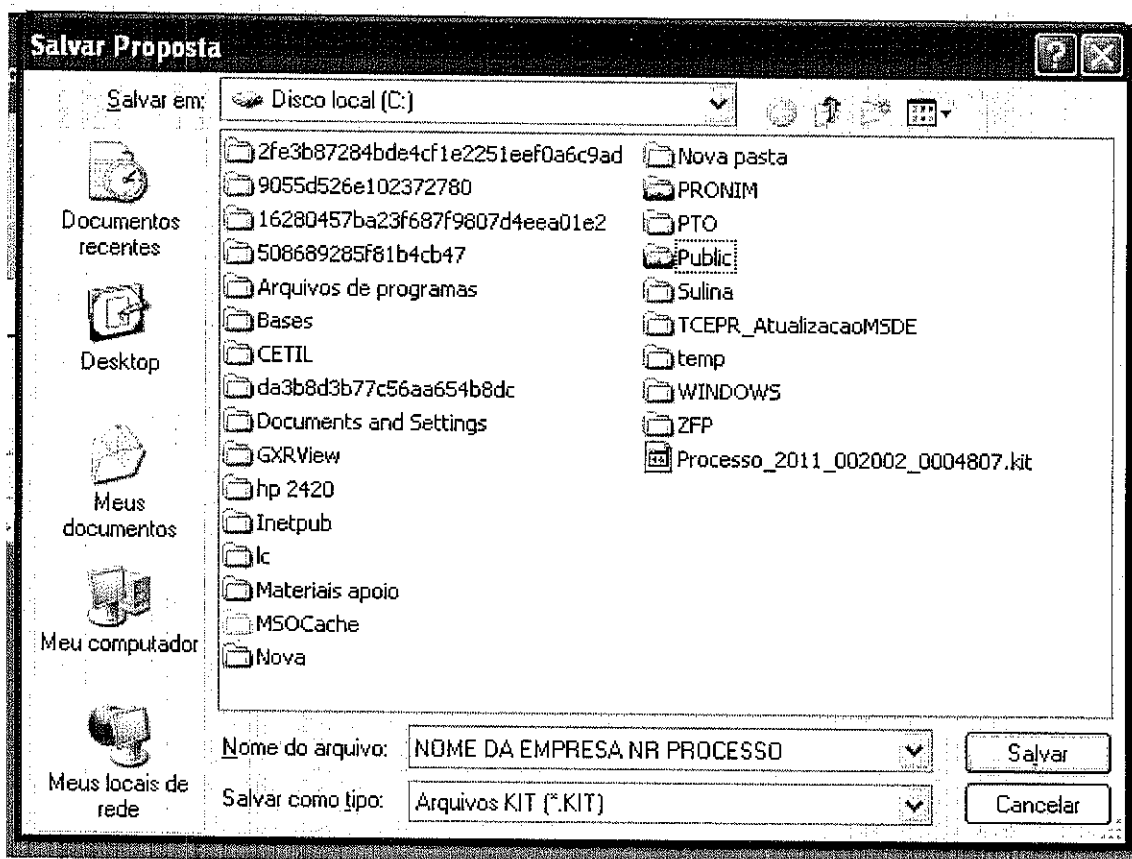 Salvar Proposta
Salvar em:
Disco local (C:)
Documentos
recentes
Desktop
Meus
documentos
Meu computador
Meus locais de
rede
2fe3b87284bde4cf1e2251eef0a6c9ad
9055d526e102372780
16280457ba23f687f9807d4eea01e2
508689285f81b4cb47
Arquivos de programas
Bases
CETIL
da3b8d3b77c56aa654b8dc
Documents and Settings
GXRView
hp 2420
Inetpub
lc
Materiais apoio
MSOCache
Nova
Nova pasta
PRONIM
PTO
Public
Sulina
TCEPR_AtualizacaoMSDE
temp
WINDOWS
ZFP
Processo_2011_002002_0004807.kit
Nome do arquivo:
NOME DA EMPRESA NR PROCESSO
Salvar
Salvar como tipo:
Arquivos KIT (*.KIT)
Cancelar